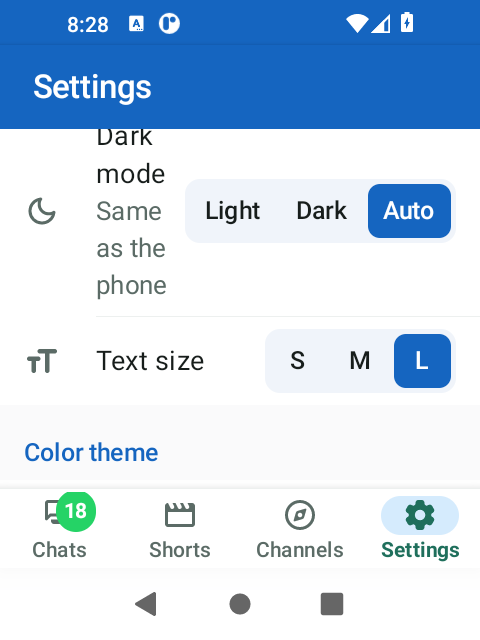 8:28
Settings
Dark
mode
Same
as the
phone
Light Dark Auto
Text size
S M L
Color theme
18
Chats Shorts Channels Settings